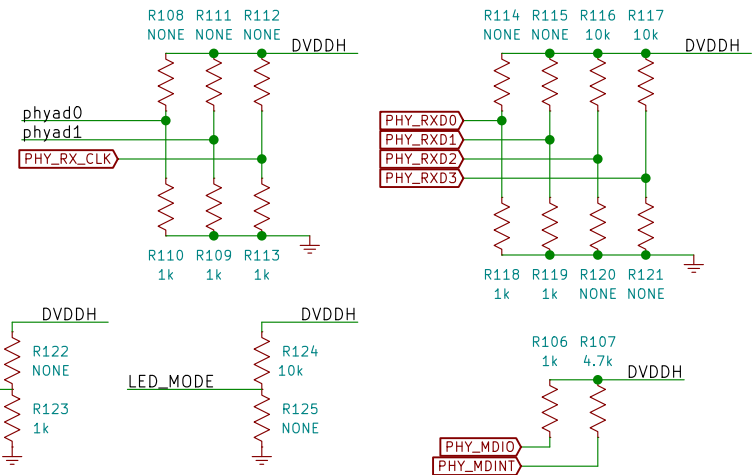 R108 R111 R112
NONE NONE NONE
DVDDH
phyad0
phyad1
PHY_RX_CLK
R110 R109 R113
1k 1k 1k
R114 R115 R116 R117
NONE NONE 10k 10k
DVDDH
PHY_RXD0
PHY_RXD1
PHY_RXD2
PHY_RXD3
R118 R119 R120 R121
1k 1k NONE NONE
DVDDH
R122
NONE
R123
1k
DVDDH
R124
10k
LED_MODE
R125
NONE
R106 R107
1k 4.7k
DVDDH
PHY_MDIO
PHY_MDINT